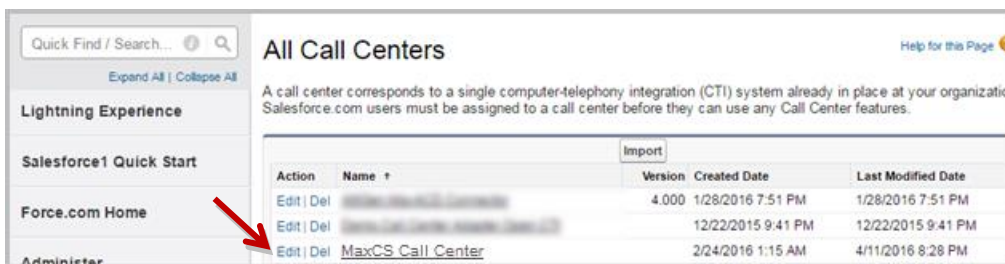 Quick Find / Search...
Expand All | Collapse All
Lightning Experience
Salesforce1 Quick Start
Force.com Home
Administer
All Call Centers
Help for this Page
A call center corresponds to a single computer-telephony integration (CTI) system already in place at your organizatio
Salesforce.com users must be assigned to a call center before they can use any Call Center features.
Import
Action Name ↑ Version Created Date Last Modified Date
Edit | Del 4.000 1/28/2016 7:51 PM 1/28/2016 7:51 PM
Edit | Del 12/22/2015 9:41 PM 12/22/2015 9:41 PM
Edit | Del MaxCS Call Center 2/24/2016 1:15 AM 4/11/2016 8:28 PM